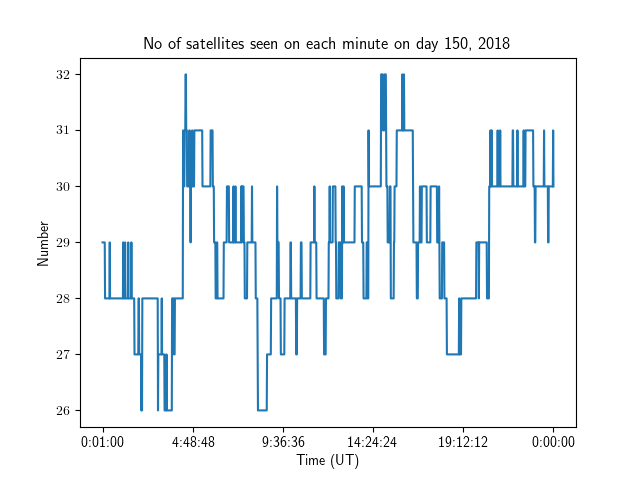 No of satellites seen on each minute on day 150, 2018
Number
32
31
30
29
28
27
26
0:01:00 4:48:48 9:36:36 14:24:24 19:12:12 0:00:00
Time (UT)